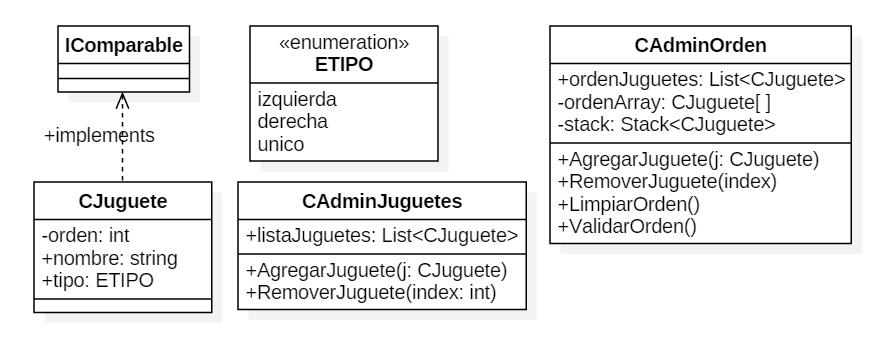 IComparable
+implements
CJuguete
-orden: int
+nombre: string
+tipo: ETIPO
«enumeration»
ETIPO
izquierda
derecha
unico
CAdminJuguetes
+listaJuguetes: List<CJuguete>
+AgregarJuguete(j: CJuguete)
+RemoverJuguete(index: int)
CAdminOrden
+ordenJuguetes: List<CJuguete>
-ordenArray: CJuguete[ ]
-stack: Stack<CJuguete>
+AgregarJuguete(j: CJuguete)
+RemoverJuguete(index)
+LimpiarOrden()
+ValidarOrden()